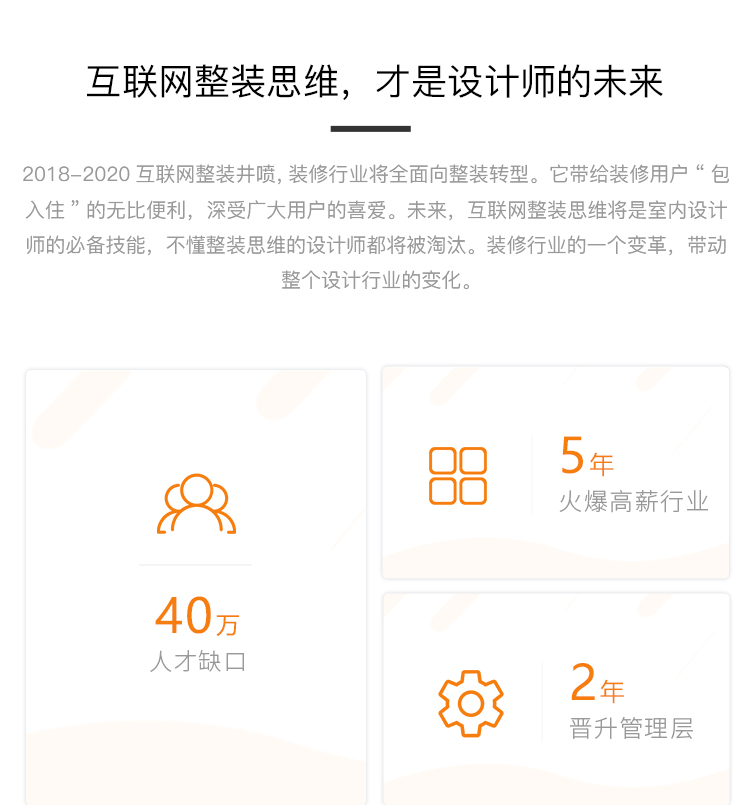 互联网整装思维，才是设计师的未来
2018-2020 互联网整装井喷, 装修行业将全面向整装转型。它带给装修用户 “ 包
入住 ” 的无比便利，深受广大用户的喜爱。未来，互联网整装思维将是室内设计
师的必备技能，不懂整装思维的设计师都将被淘汰。装修行业的一个变革，带动
整个设计行业的变化。
40万
人才缺口
5年
火爆高薪行业
2年
晋升管理层